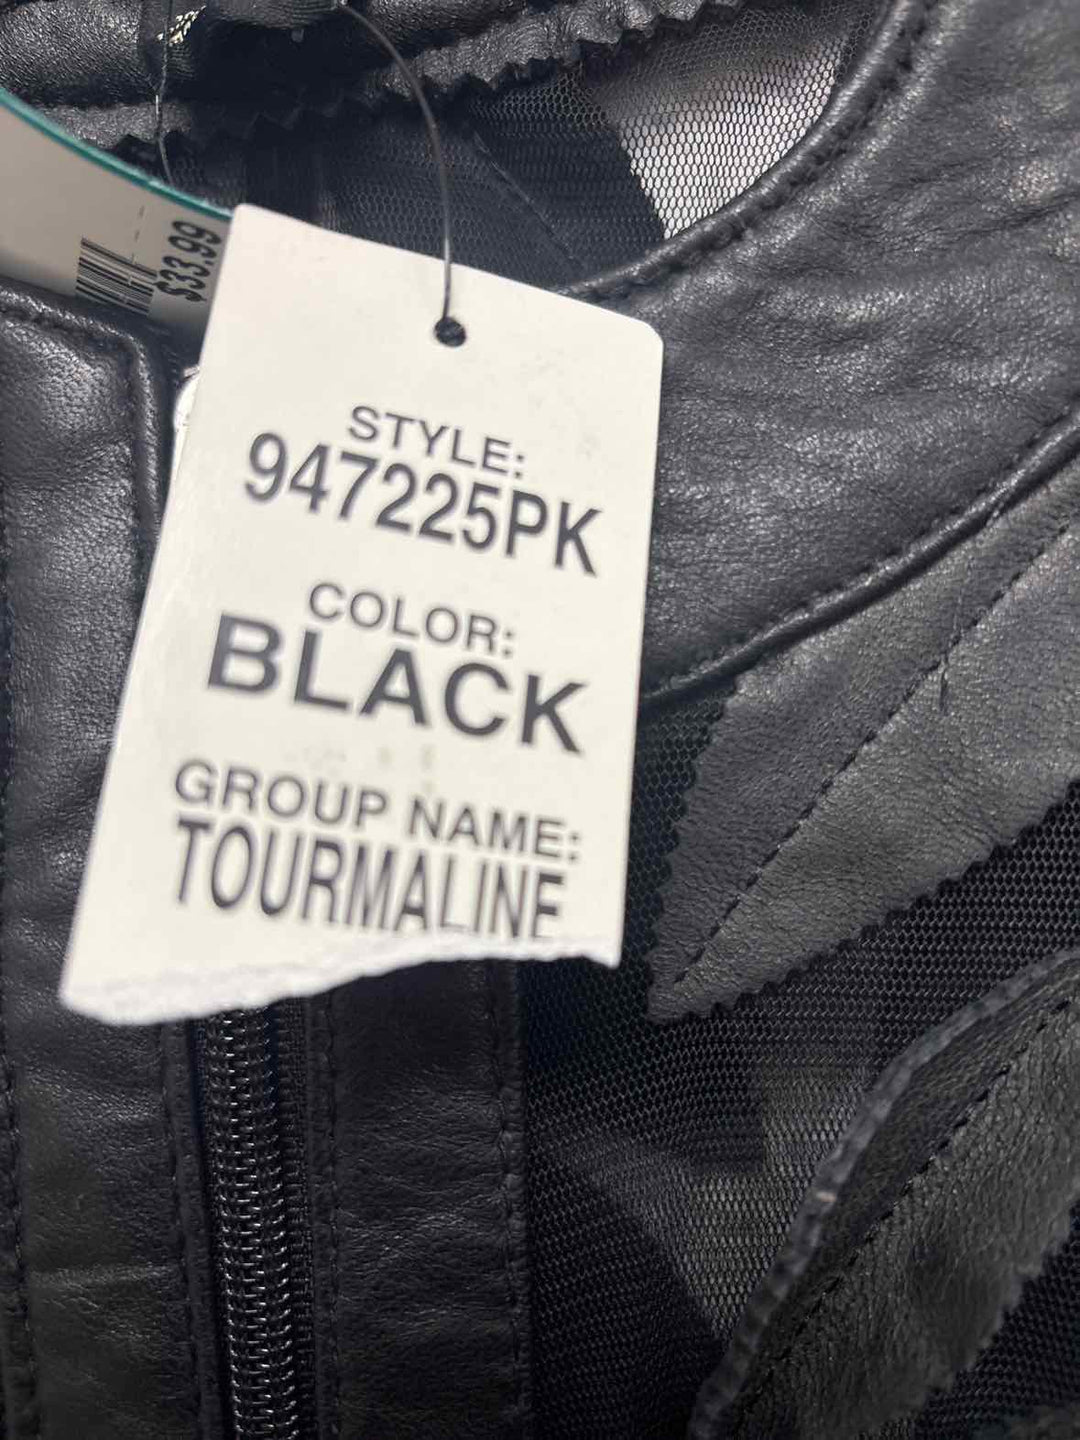 $33.99
STYLE:
947225PK
COLOR:
BLACK
GROUP NAME:
TOURMALINE